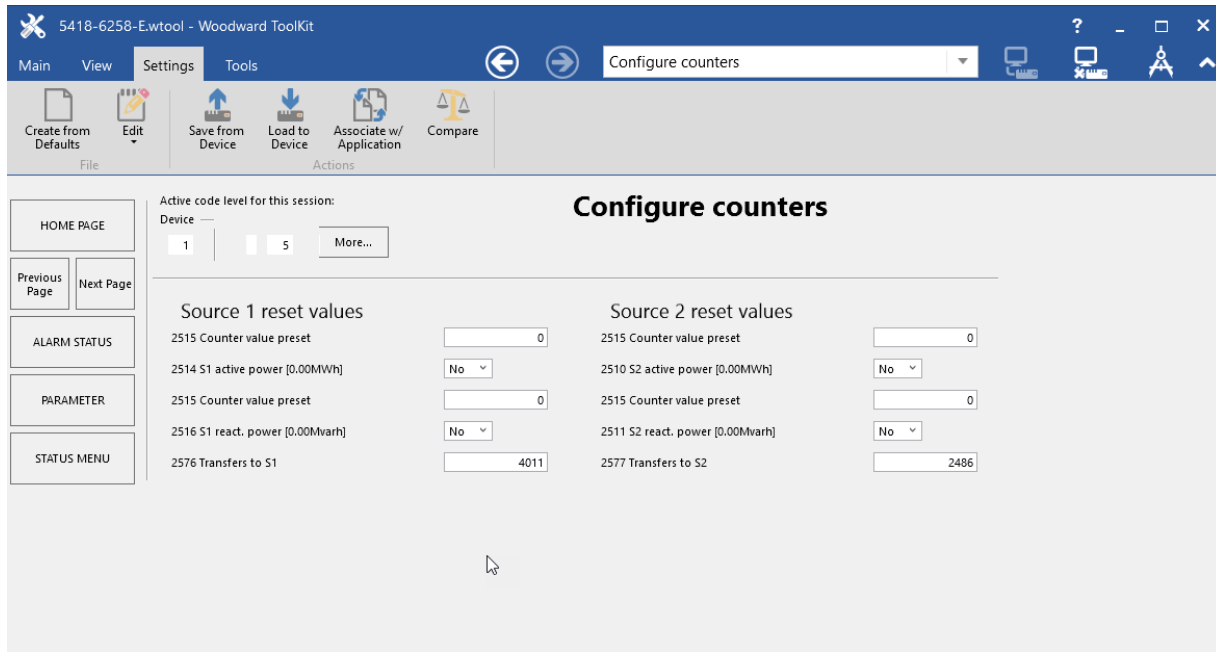 5418-6258-E.wtool - Woodward ToolKit
?
Main View Settings Tools
Configure counters
Create from Defaults
Edit
Save from Device
Load to Device
Associate w/ Application
Compare
File
Actions
HOME PAGE
Previous Page
Next Page
ALARM STATUS
PARAMETER
STATUS MENU
Active code level for this session:
Device
1 5 More...
Configure counters
Source 1 reset values
2515 Counter value preset 0
2514 S1 active power [0.00MWh] No
2515 Counter value preset 0
2516 S1 react. power [0.00Mvarh] No
2576 Transfers to S1 4011
Source 2 reset values
2515 Counter value preset 0
2510 S2 active power [0.00MWh] No
2515 Counter value preset 0
2511 S2 react. power [0.00Mvarh] No
2577 Transfers to S2 2486